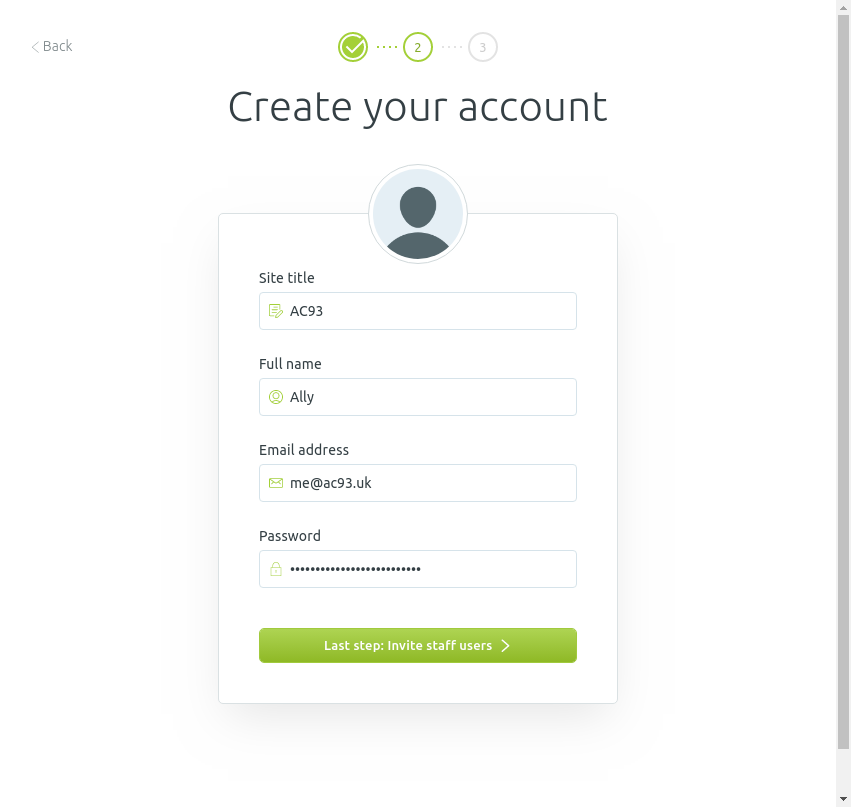 Back
2
3
Create your account
Site title
AC93
Full name
Ally
Email address
me@ac93.uk
Password
••••••••••••••••••••••••••
Last step: Invite staff users